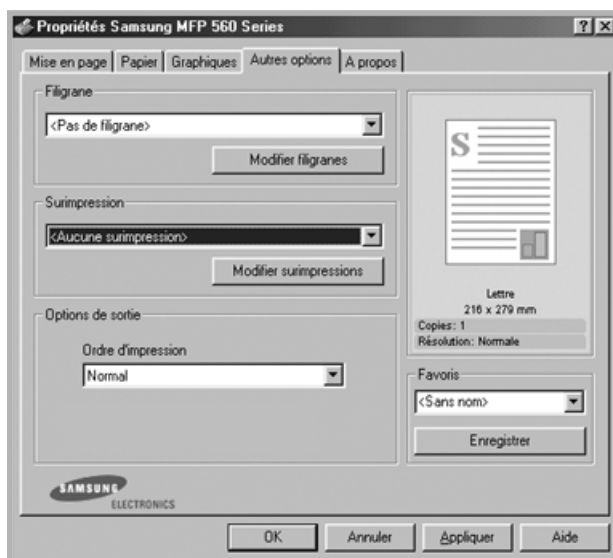 Propriétés Samsung MFP 560 Series
Mise en page Papier Graphiques Autres options A propos
Filigrane
<Pas de filigrane>
Modifier filigranes
Surimpression
<Aucune surimpression>
Modifier surimpressions
Options de sortie
Ordre d'impression
Normal
S
Lettre
216 x 279 mm
Copies: 1
Résolution: Normale
Favoris
<Sans nom>
Enregistrer
SAMSUNG
ELECTRONICS
OK Annuler Appliquer Aide